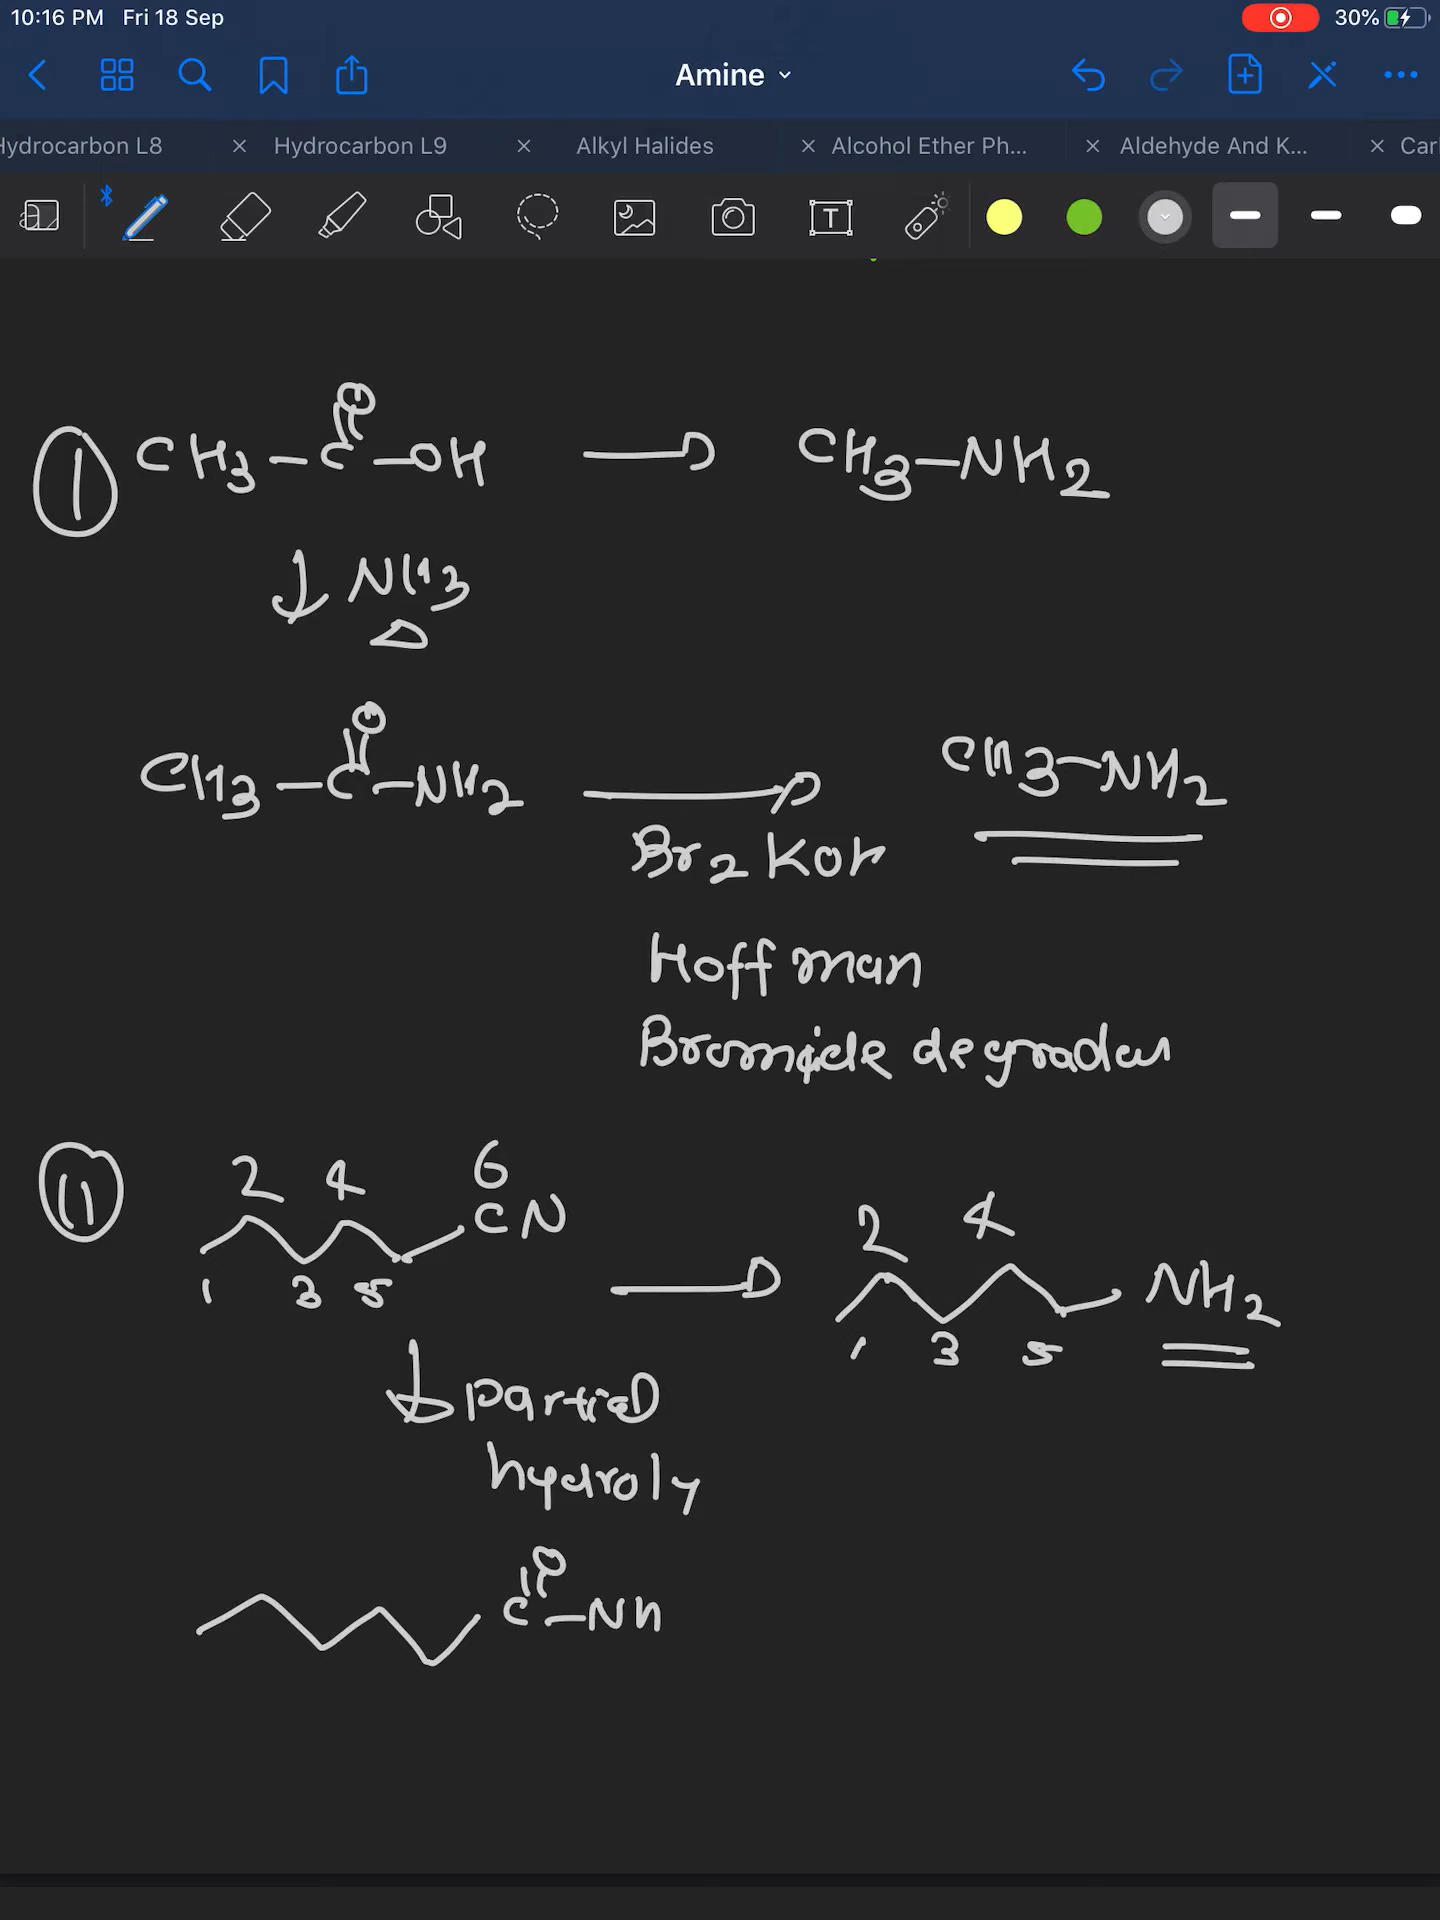 10:16 PM Fri 18 Sep
30%
Amine
Hydrocarbon L8 × Hydrocarbon L9 × Alkyl Halides × Alcohol Ether Ph... × Aldehyde And K... × Car
T
1 CH3-C-OH CH3-NH2
O
NH3
Δ
O
CH3-C-NH2 CH3-NH2
Br2 KOH
Hoffman
Bromide
11
2 4 6
CN
1 3 5
2 4
NH2
1 3 5
partial
hydroly
O
C-Nh